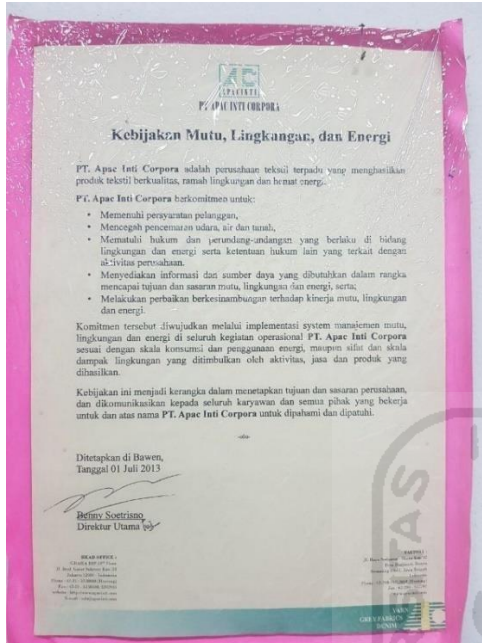 APACINTI
PT. APAC INTI CORPORA
Kebijakan Mutu, Lingkungan, dan Energi
PT. Apac Inti Corpora adalah perusahaan teksil terpadu yang menghasilkan
produk tekstil berkualitas, ramah lingkungan dan hemat energi.
PT. Apac Inti Corpora berkomitmen untuk:
• Memenuhi persyaratan pelanggan,
• Mencegah pencemaran udara, air dan tanah,
• Mematuhi hukum dan perundang-undangan yang berlaku di bidang
lingkungan dan energi serta ketentuan hukum lain yang terkait dengan
aktivitas perusahaan.
• Menyediakan informasi dan sumber daya yang dibutuhkan dalam rangka
mencapai tujuan dan sasaran mutu, lingkungan dan energi, serta;
• Melakukan perbaikan berkesinambungan terhadap kinerja mutu, lingkungan
dan energi.
Komitmen tersebut diwujudkan melalui implementasi system manajemen mutu,
lingkungan dan energi di seluruh kegiatan operasional PT. Apac Inti Corpora
sesuai dengan skala konsumsi dan penggunaan energi, maupun sifat dan skala
dampak lingkungan yang ditimbulkan oleh aktivitas, jasa dan produk yang
dihasilkan.
Kebijakan ini menjadi kerangka dalam menetapkan tujuan dan sasaran perusahaan,
dan dikomunikasikan kepada seluruh karyawan dan semua pihak yang bekerja
untuk dan atas nama PT. Apac Inti Corpora untuk dipahami dan dipatuhi.
-o0o-
Ditetapkan di Bawen,
Tanggal 01 Juli 2013
Benny Soetrisno
Direktur Utama
HEAD OFFICE :
YARN
GREY FABRICS
DENIM
TAS